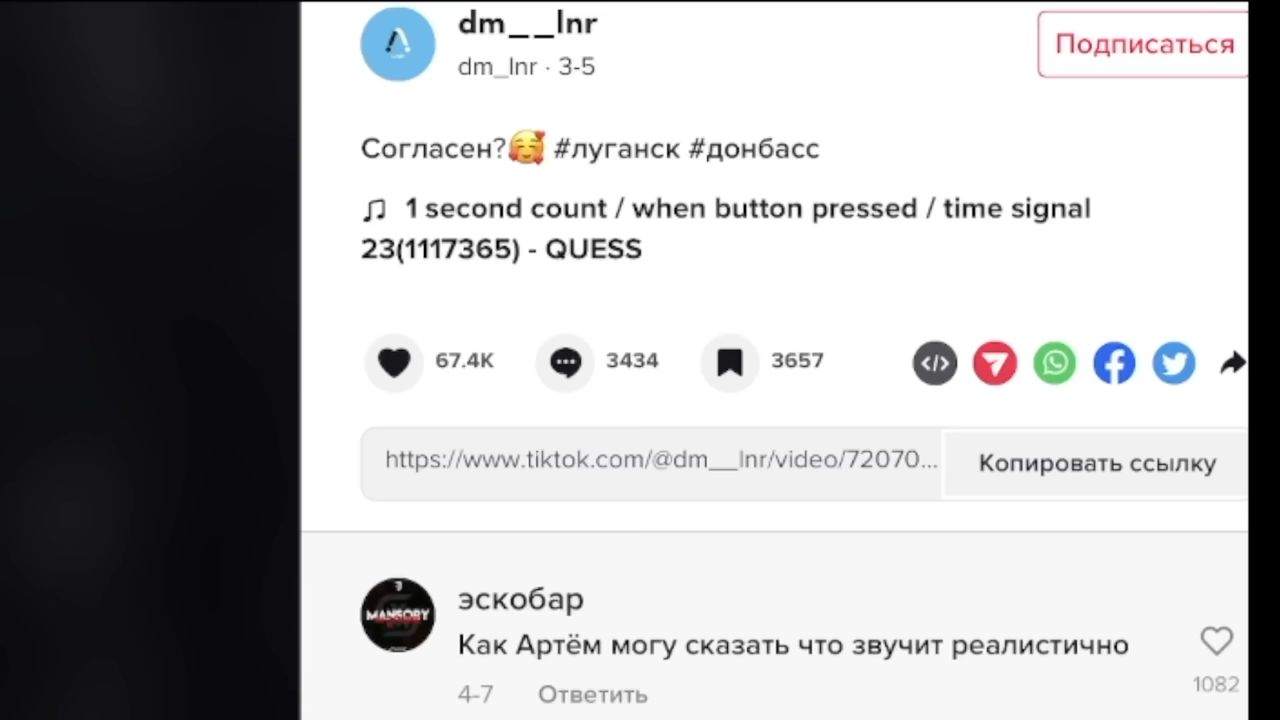 dm__lnr
dm_lnr · 3-5
Подписаться
Согласен?🥰 #луганск #донбасс
1 second count / when button pressed / time signal
23(1117365) - QUESS
67.4K
3434
3657
https://www.tiktok.com/@dm__lnr/video/72070...
Копировать ссылку
MANSORY
эскобар
Как Артём могу сказать что звучит реалистично
4-7 Ответить
1082